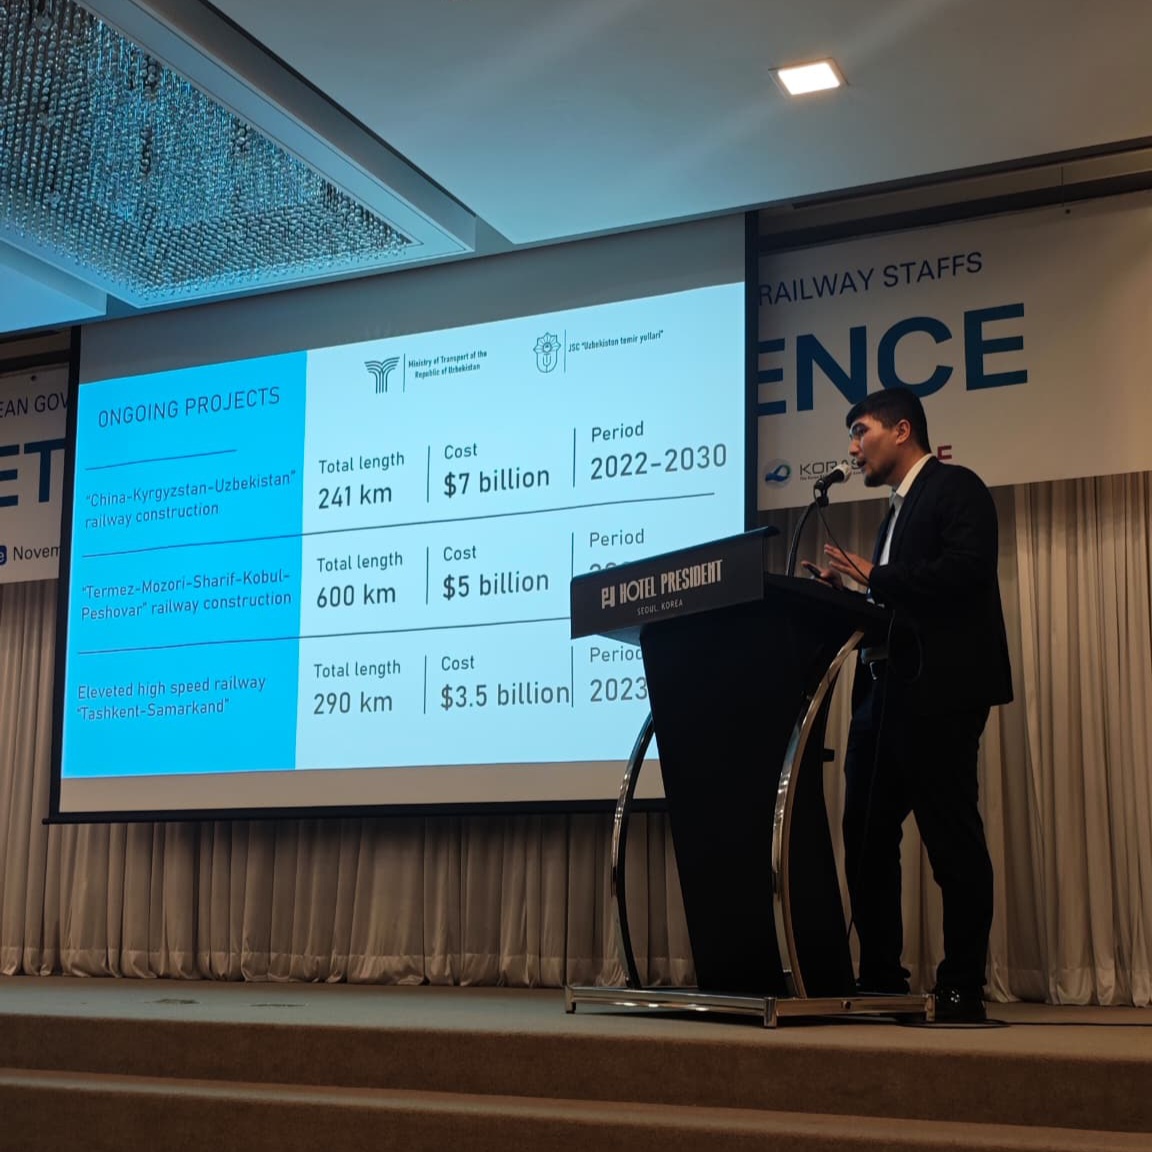 RAILWAY STAFFS
ENCE
EAN GOV
ET
Novem
Ministry of Transport of the
Republic of Uzbekistan
JSC "Uzbekiston temir yollari"
ONGOING PROJECTS
"China-Kyrgyzstan-Uzbekistan"
railway construction
Total length
241 km
Cost
$7 billion
Period
2022-2030
"Termez-Mozori-Sharif-Kobul-
Peshovar" railway construction
Total length
600 km
Cost
$5 billion
Period
Eleveted high speed railway
"Tashkent-Samarkand"
Total length
290 km
Cost
$3.5 billion
Period
2023
HOTEL PRESIDENT
SEOUL, KOREA